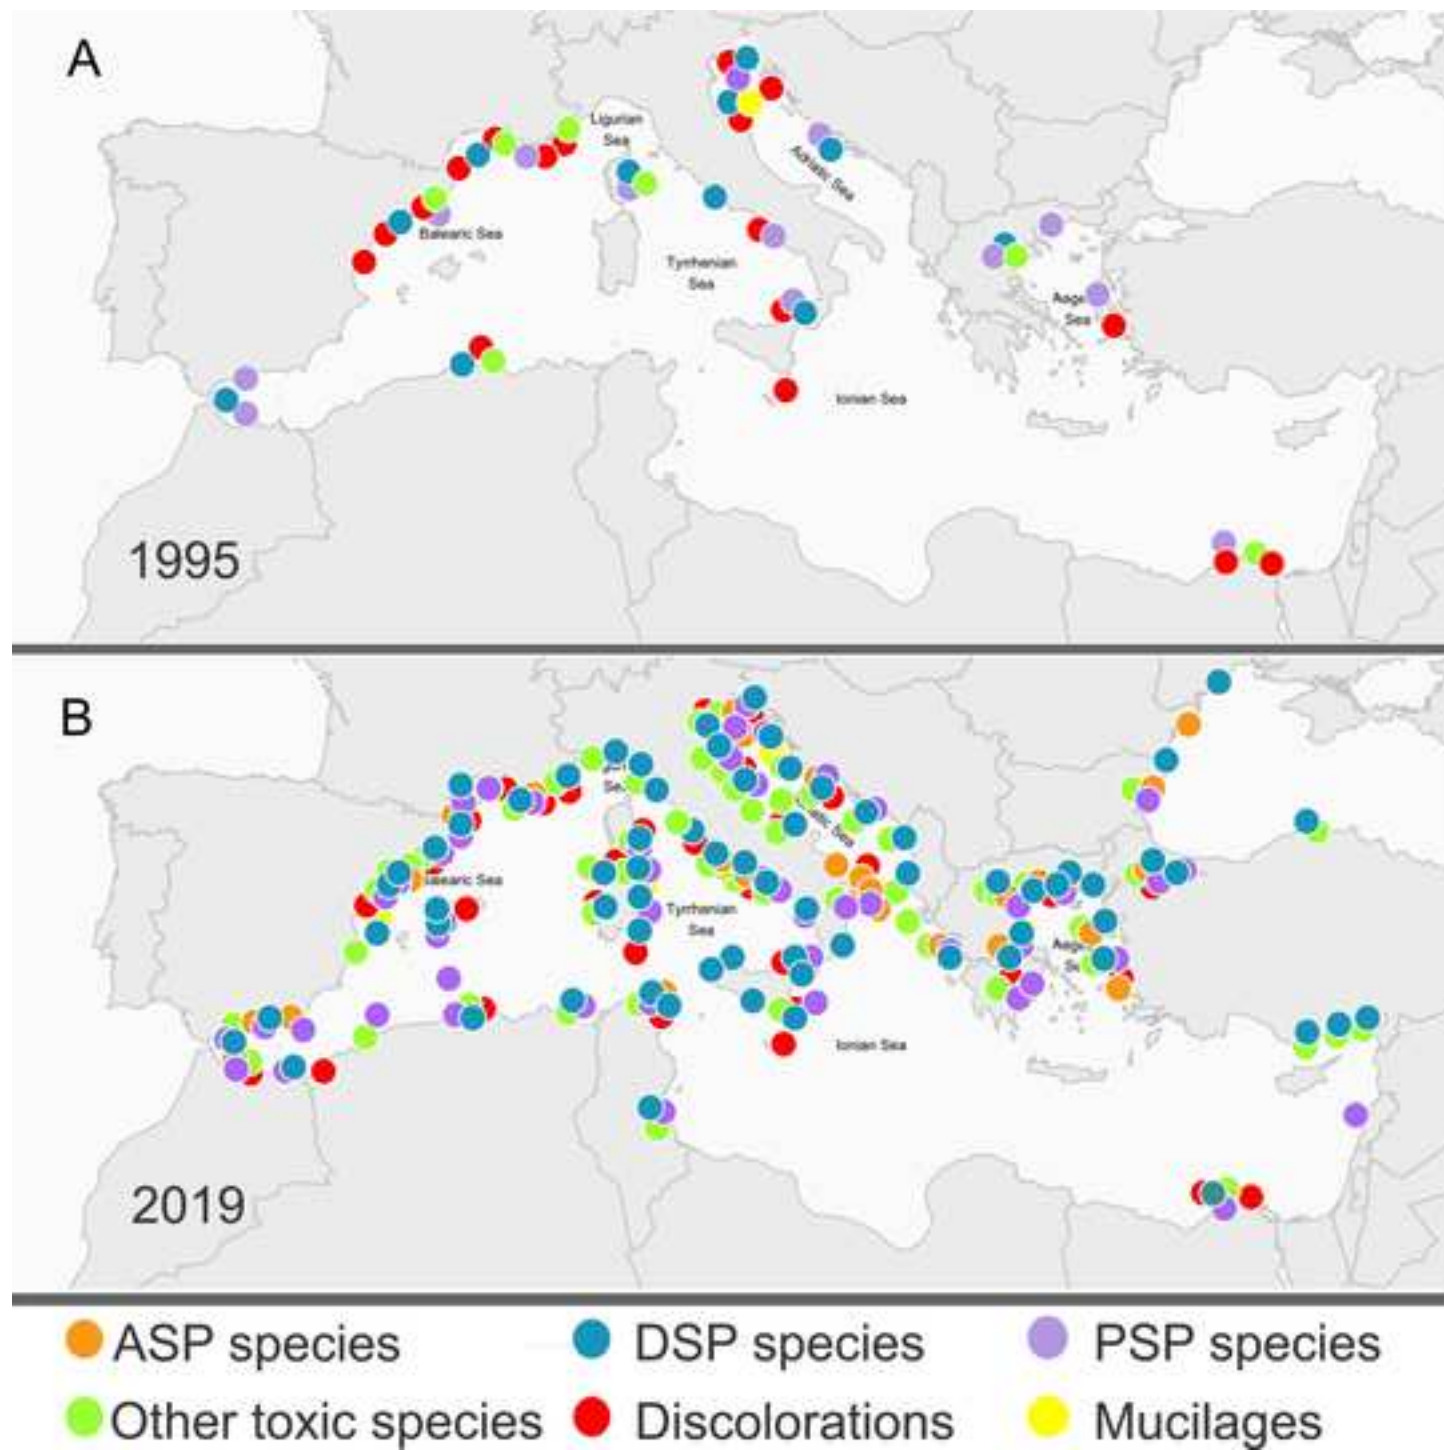 A
Ligurian
Sea
Adriatic Sea
Balearic Sea
Tyrrhenian
Sea
Sea
Ionian Sea
1995
B
Sea
Tyrrhenian
Sea
Ionian Sea
2019
ASP species
DSP species
PSP species
Other toxic species
Discolorations
Mucilages